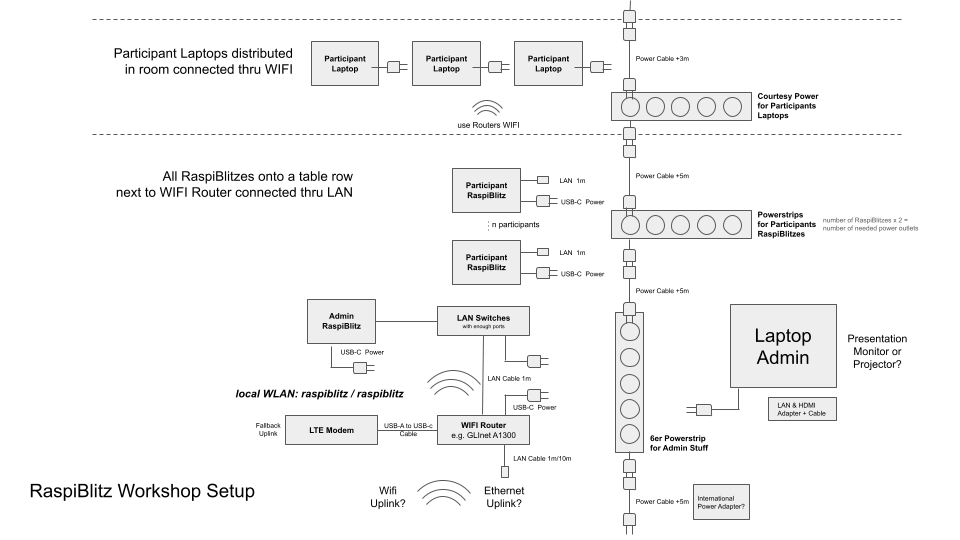 Participant Laptops distributed
in room connected thru WIFI
Participant
Laptop
Participant
Laptop
Participant
Laptop
Power Cable +3m
use Routers WIFI
Courtesy Power
for Participants
Laptops
All RaspiBlitzes onto a table row
next to WIFI Router connected thru LAN
Participant
RaspiBlitz
LAN 1m
USB-C Power
Power Cable +5m
n participants
Powerstrips
for Participants
RaspiBlitzes
number of RaspiBlitzes x 2 =
number of needed power outlets
Participant
RaspiBlitz
LAN 1m
USB-C Power
Power Cable +5m
Admin
RaspiBlitz
LAN Switches
with enough ports
USB-C Power
Laptop
Admin
Presentation
Monitor or
Projector?
LAN Cable 1m
local WLAN: raspiblitz / raspiblitz
USB-C Power
LAN & HDMI
Adapter + Cable
Fallback
Uplink
LTE Modem
USB-A to USB-c
Cable
WIFI Router
e.g. GLInet A1300
6er Powerstrip
for Admin Stuff
LAN Cable 1m/10m
RaspiBlitz Workshop Setup
Wifi
Uplink?
Ethernet
Uplink?
Power Cable +5m
International
Power Adapter?